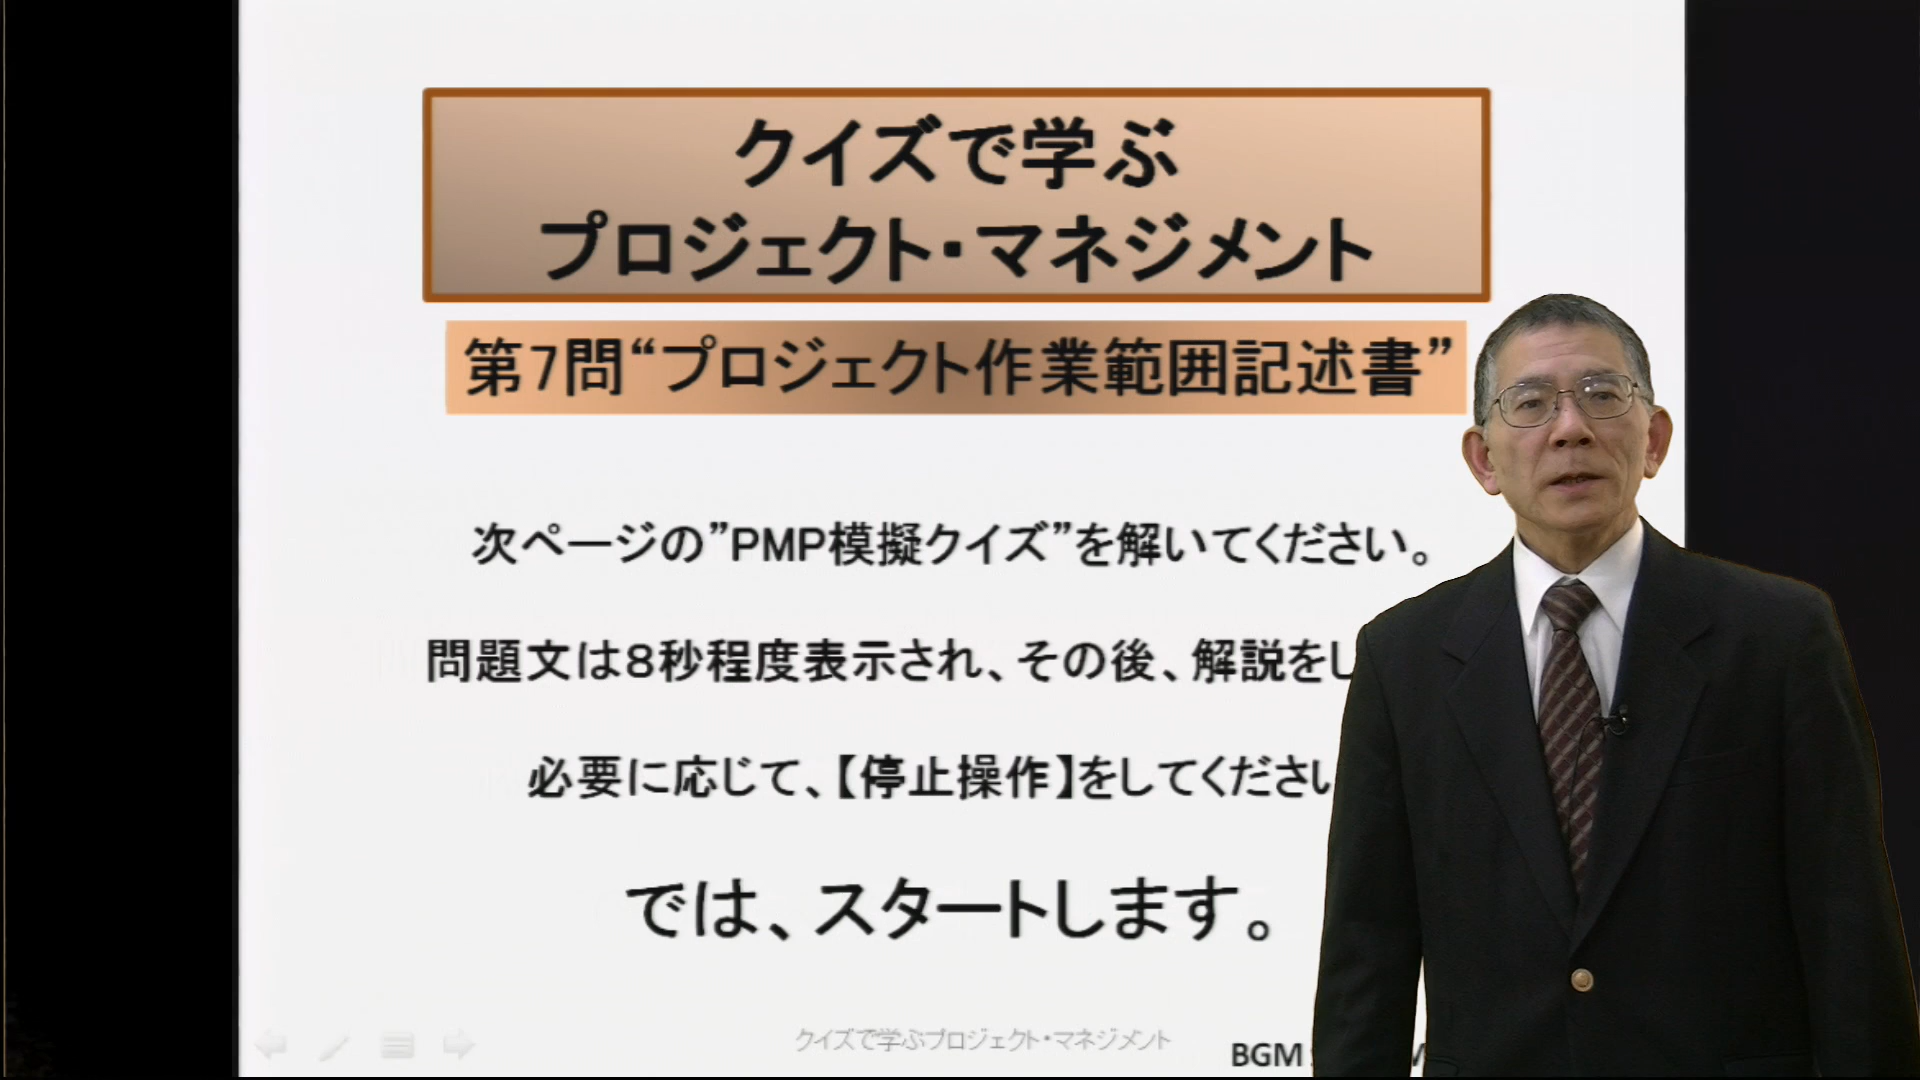 クイズで学ぶ
プロジェクト・マネジメント
第7問“プロジェクト作業範囲記述書”
次ページの”PMP模擬クイズ”を解いてください。
問題文は8秒程度表示され、その後、解説をし
必要に応じて、【停止操作】をしてくださ
では、スタートします。
クイズで学ぶプロジェクト・マネジメント
BGM